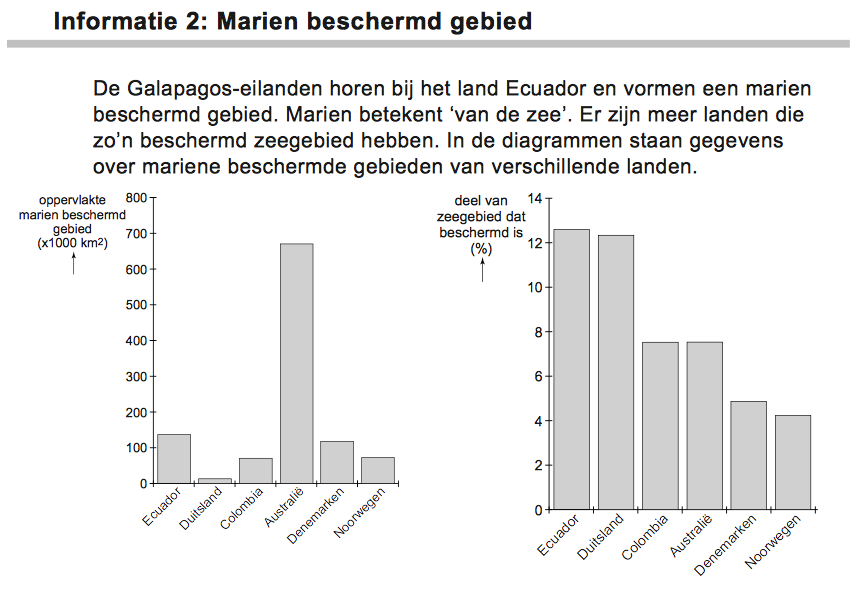 Informatie 2: Marien beschermd gebied
De Galapagos-eilanden horen bij het land Ecuador en vormen een marien
beschermd gebied. Marien betekent ‘van de zee’. Er zijn meer landen die
zo’n beschermd zeegebied hebben. In de diagrammen staan gegevens
over mariene beschermde gebieden van verschillende landen.
oppervlakte
marien beschermd
gebied
(x1000 km²)
800
700
600
500
400
300
200
100
0
Ecuador
Duitsland
Colombia
Australië
Denemarken
Noorwegen
deel van
zeegebied dat
beschermd is
(%)
14
12
10
8
6
4
2
0
Ecuador
Duitsland
Colombia
Australië
Denemarken
Noorwegen